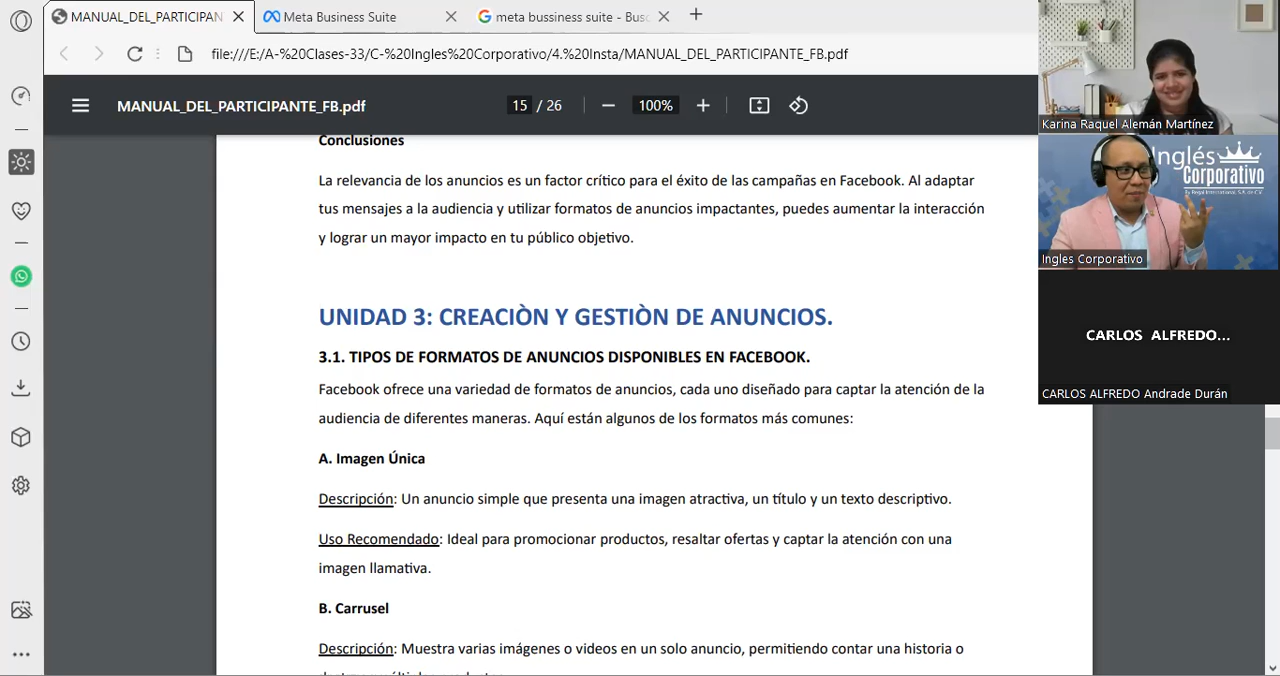 MANUAL_DEL_PARTICIPAN
Meta Business Suite
meta bussiness suite - Bus
file:///E:/A-%20Clases-33/C-%20Ingles%20Corporativo/4.%20Insta/MANUAL_DEL_PARTICIPANTE_FB.pdf
MANUAL_DEL_PARTICIPANTE_FB.pdf
15 / 26
100%
Karina Raquel Alemán Martínez
Inglés
Corporativo
By Regal International, S.A. de C.V.
Ingles Corporativo
CARLOS ALFREDO...
CARLOS ALFREDO Andrade Durán
Conclusiones
La relevancia de los anuncios es un factor crítico para el éxito de las campañas en Facebook. Al adaptar
tus mensajes a la audiencia y utilizar formatos de anuncios impactantes, puedes aumentar la interacción
y lograr un mayor impacto en tu público objetivo.
UNIDAD 3: CREACIÒN Y GESTIÒN DE ANUNCIOS.
3.1. TIPOS DE FORMATOS DE ANUNCIOS DISPONIBLES EN FACEBOOK.
Facebook ofrece una variedad de formatos de anuncios, cada uno diseñado para captar la atención de la
audiencia de diferentes maneras. Aquí están algunos de los formatos más comunes:
A. Imagen Única
Descripción: Un anuncio simple que presenta una imagen atractiva, un título y un texto descriptivo.
Uso Recomendado: Ideal para promocionar productos, resaltar ofertas y captar la atención con una
imagen llamativa.
B. Carrusel
Descripción: Muestra varias imágenes o videos en un solo anuncio, permitiendo contar una historia o